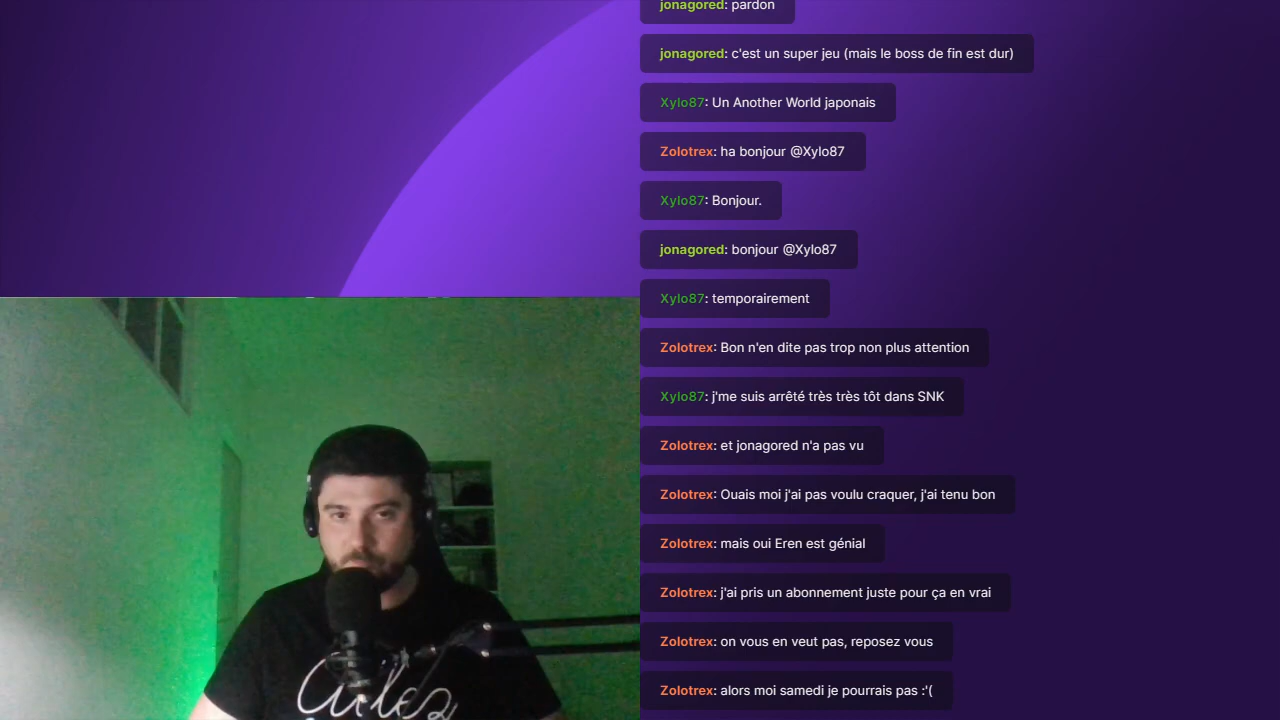 jonagored: pardon
jonagored: c'est un super jeu (mais le boss de fin est dur)
Xylo87: Un Another World japonais
Zolotrex: ha bonjour @Xylo87
Xylo87: Bonjour.
jonagored: bonjour @Xylo87
Xylo87: temporairement
Zolotrex: Bon n'en dite pas trop non plus attention
Xylo87: j'me suis arrêté très très tôt dans SNK
Zolotrex: et jonagored n'a pas vu
Zolotrex: Ouais moi j'ai pas voulu craquer, j'ai tenu bon
Zolotrex: mais oui Eren est génial
Zolotrex: j'ai pris un abonnement juste pour ça en vrai
Zolotrex: on vous en veut pas, reposez vous
Zolotrex: alors moi samedi je pourrais pas :'(